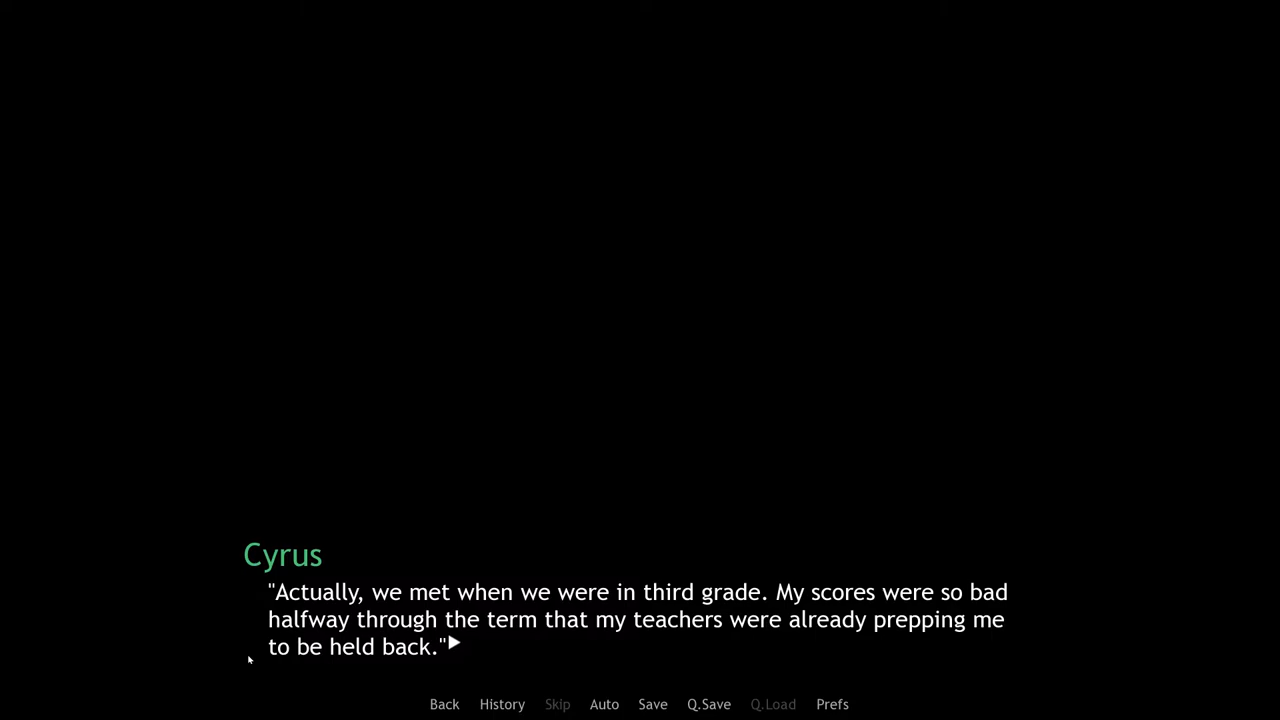 Cyrus
"Actually, we met when we were in third grade. My scores were so bad
halfway through the term that my teachers were already prepping me
to be held back."
Back History Skip Auto Save Q.Save Q.Load Prefs